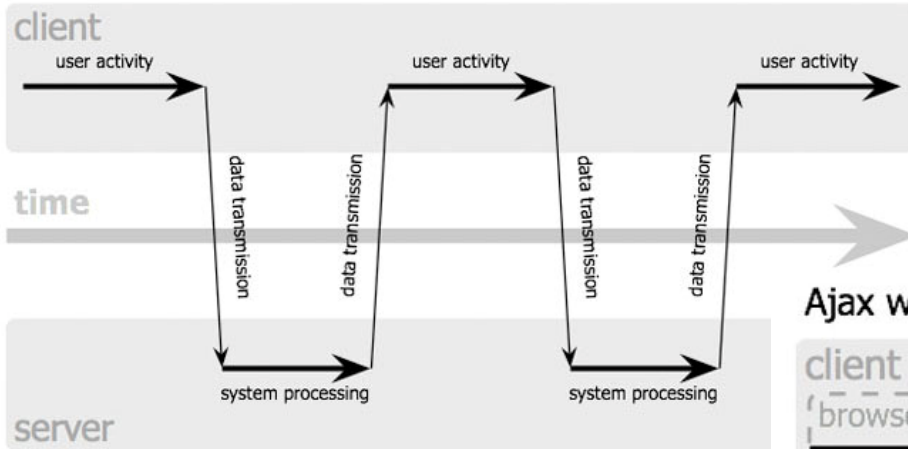 client
user activity
user activity
user activity
data transmission
data transmission
data transmission
data transmission
time
Ajax w
client
browse
system processing
system processing
server